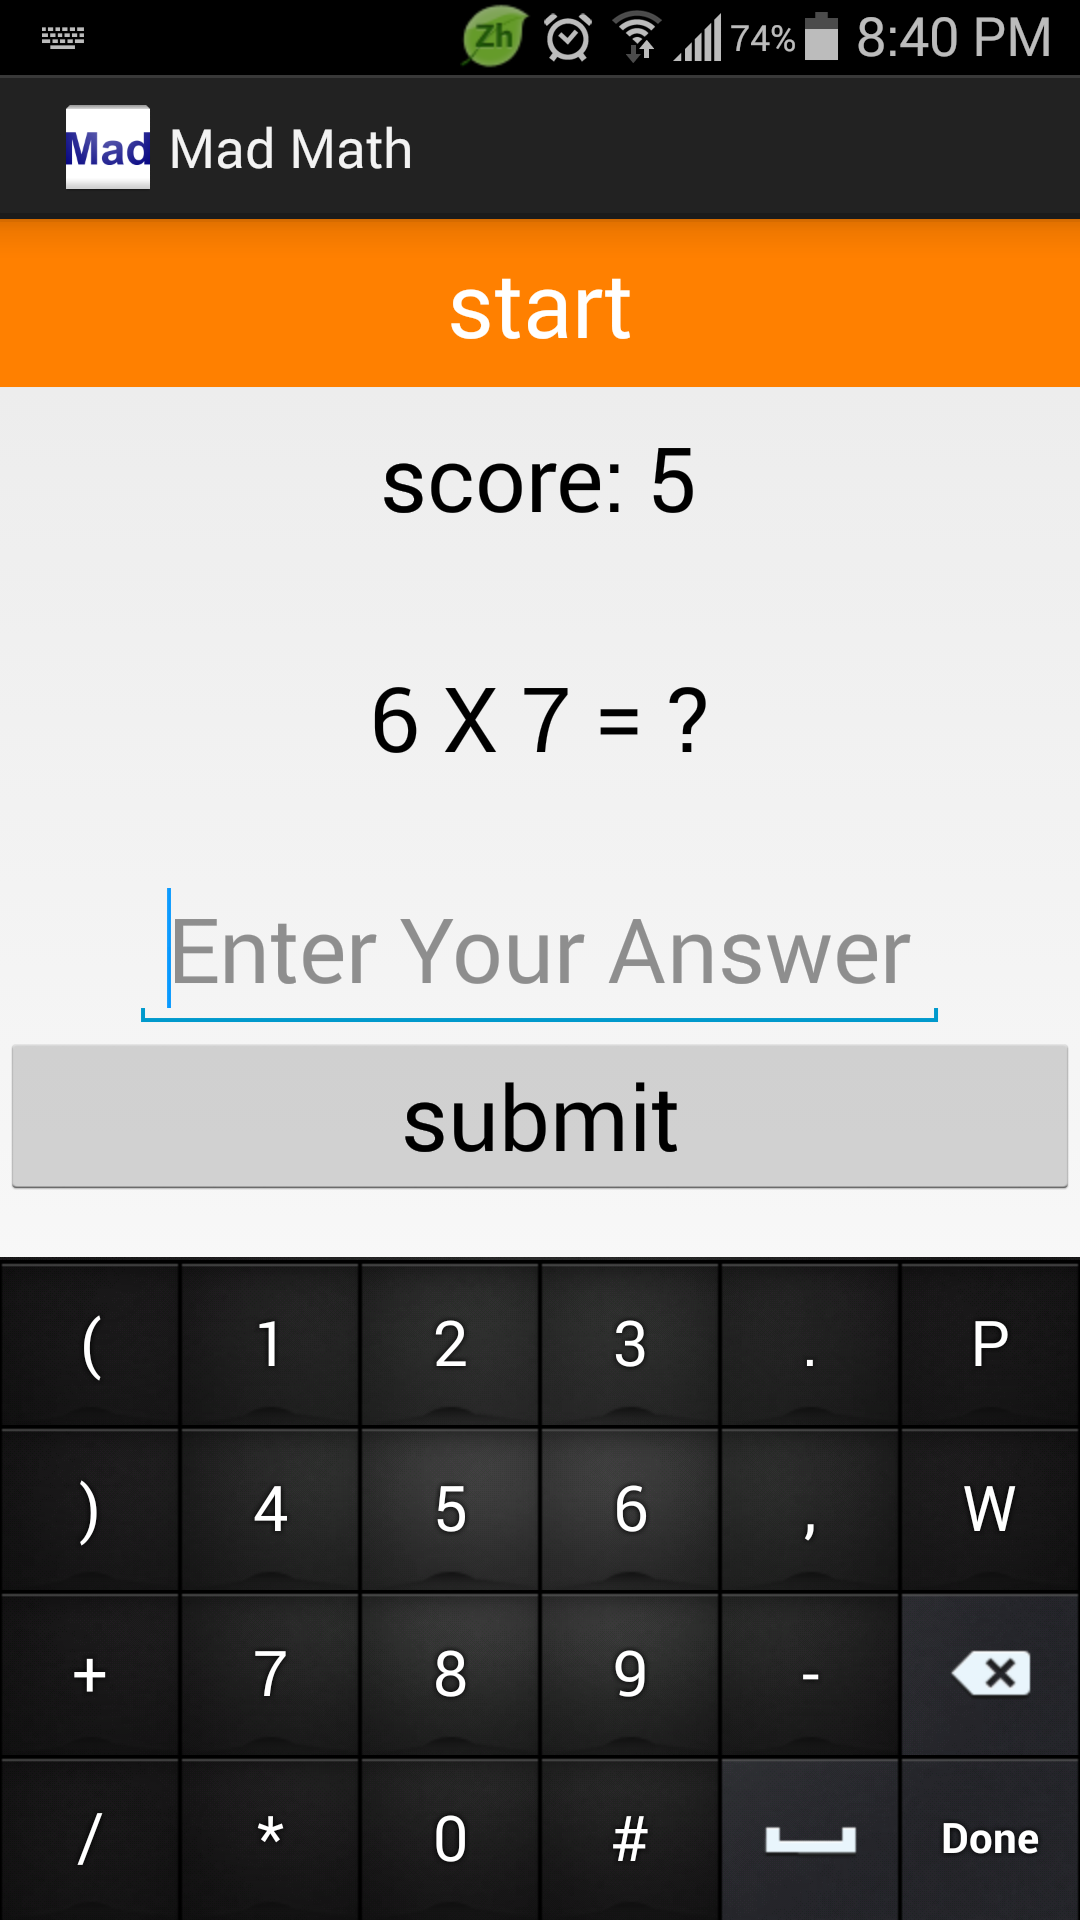 Zh 74% 8:40 PM
Mad Mad Math
start
score: 5
6 X 7 = ?
Enter Your Answer
submit
( 1 2 3 . P
) 4 5 6 , W
+ 7 8 9 -
/ * 0 # Done